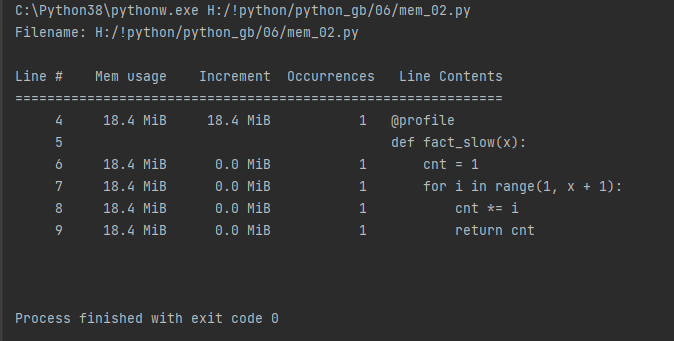 C:\Python38\pythonw.exe H:/!python/python_gb/06/mem_02.py
Filename: H:/!python/python_gb/06/mem_02.py
Line #    Mem usage    Increment  Occurrences   Line Contents
=============================================================
     4     18.4 MiB     18.4 MiB           1   @profile
     5                                         def fact_slow(x):
     6     18.4 MiB      0.0 MiB           1       cnt = 1
     7     18.4 MiB      0.0 MiB           1       for i in range(1, x + 1):
     8     18.4 MiB      0.0 MiB           1           cnt *= i
     9     18.4 MiB      0.0 MiB           1           return cnt
Process finished with exit code 0